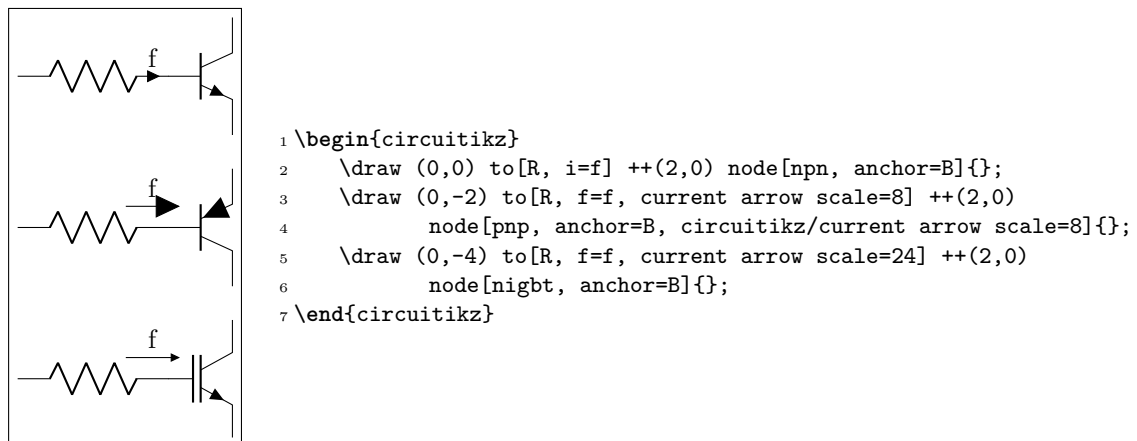 f
f
f
1 \begin{circuitikz}
2 \draw (0,0) to[R, i=f] ++(2,0) node[npn, anchor=B]{};
3 \draw (0,-2) to[R, f=f, current arrow scale=8] ++(2,0)
4 node[pnp, anchor=B, circuitikz/current arrow scale=8]{};
5 \draw (0,-4) to[R, f=f, current arrow scale=24] ++(2,0)
6 node[nigbt, anchor=B]{};
7 \end{circuitikz}